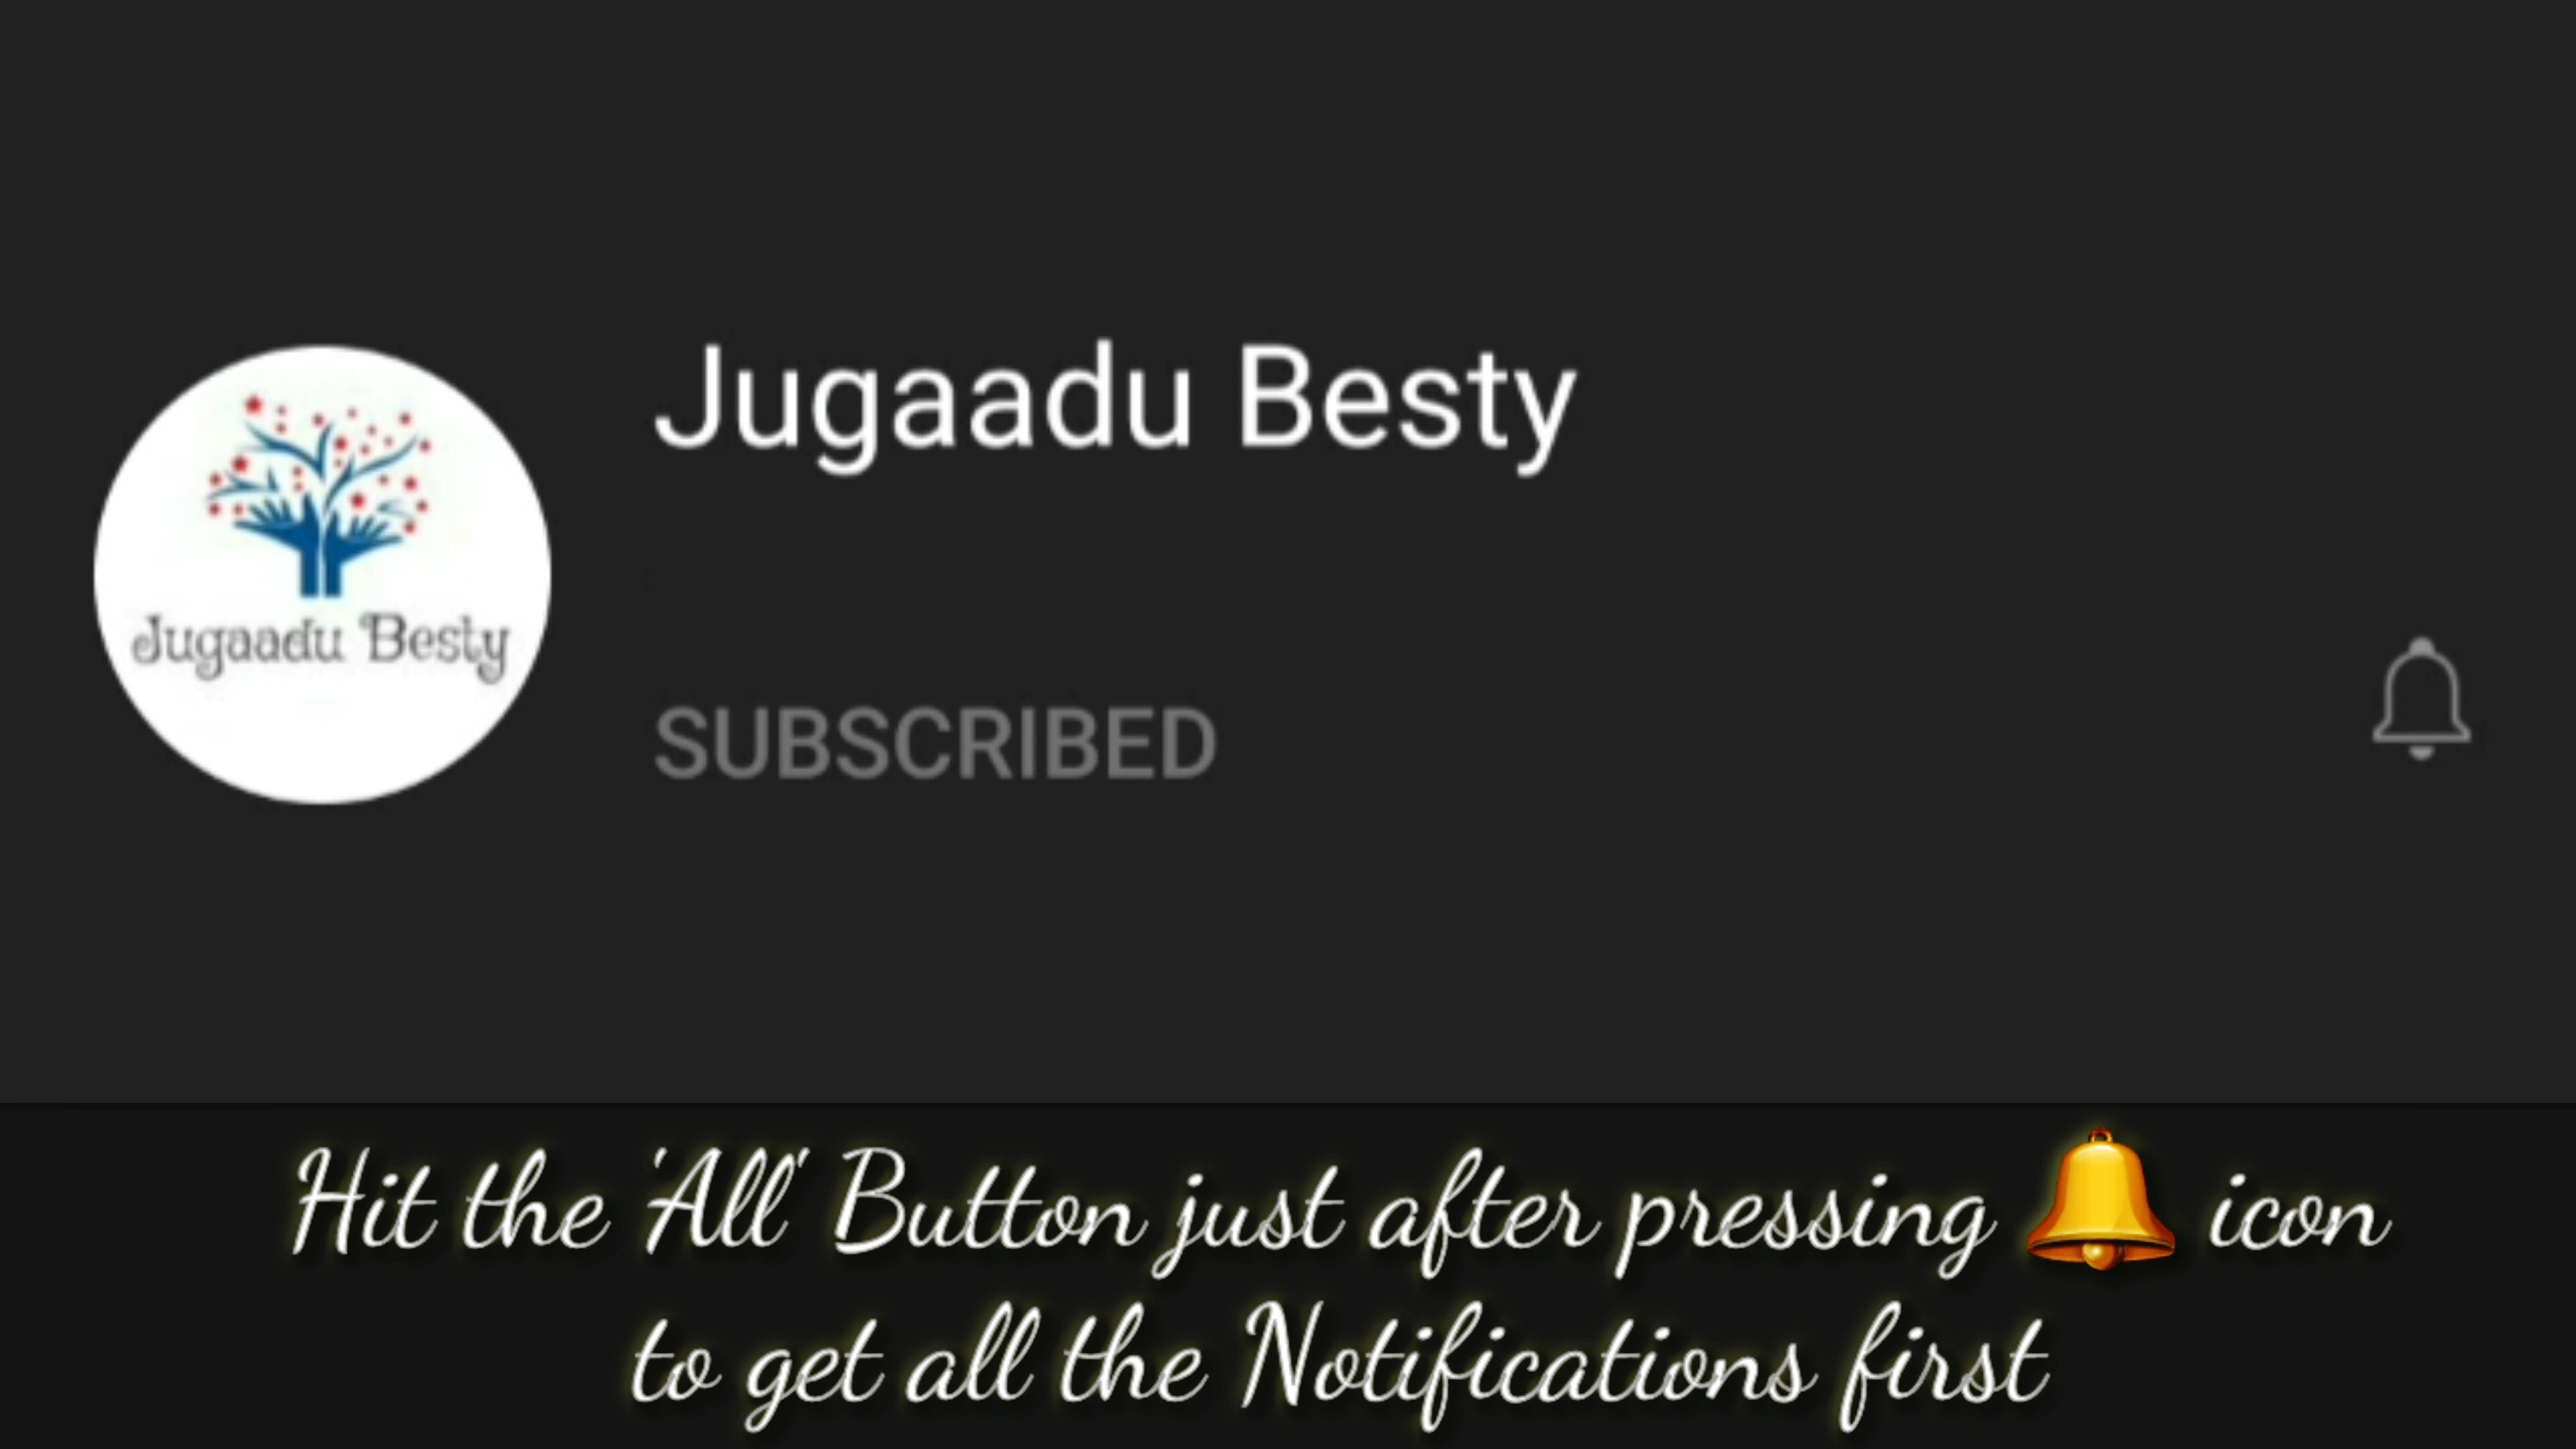 Jugaadu Besty
Jugaadu Besty
SUBSCRIBED
Hit the 'All' Button just after pressing 🔔 icon
to get all the Notifications first